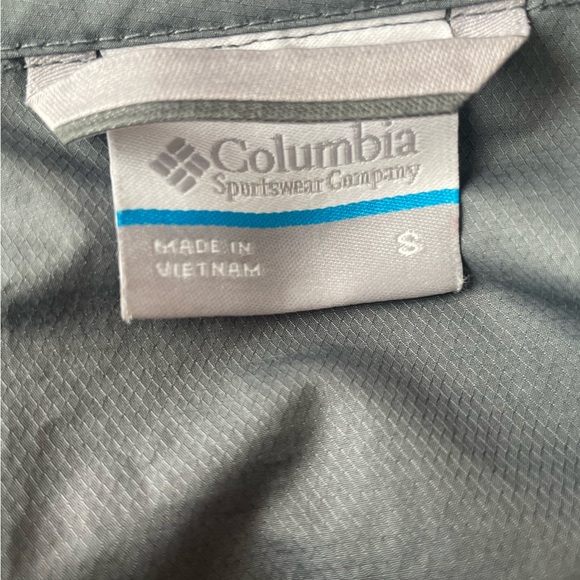 Columbia
Sportswear Company
MADE IN
VIETNAM
S